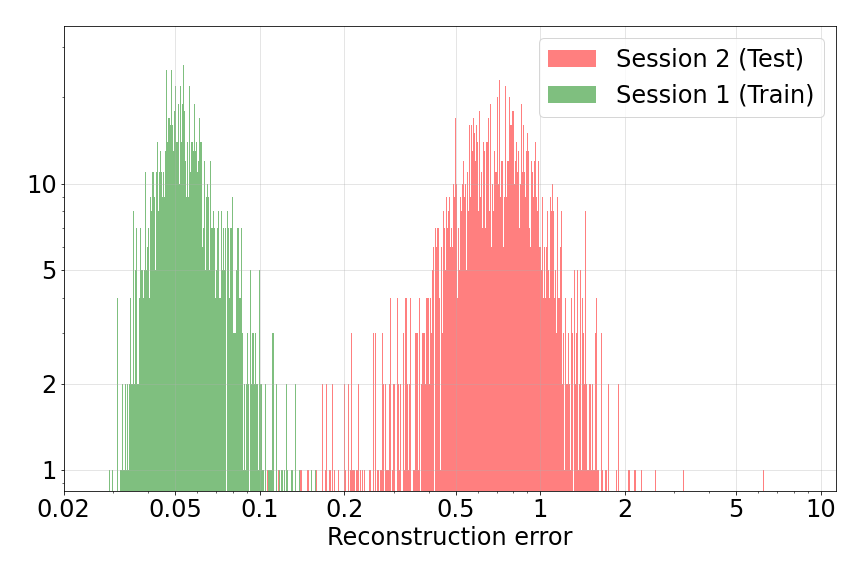 Session 2 (Test)
Session 1 (Train)
10
5
2
1
0.02 0.05 0.1 0.2 0.5 1 2 5 10
Reconstruction error